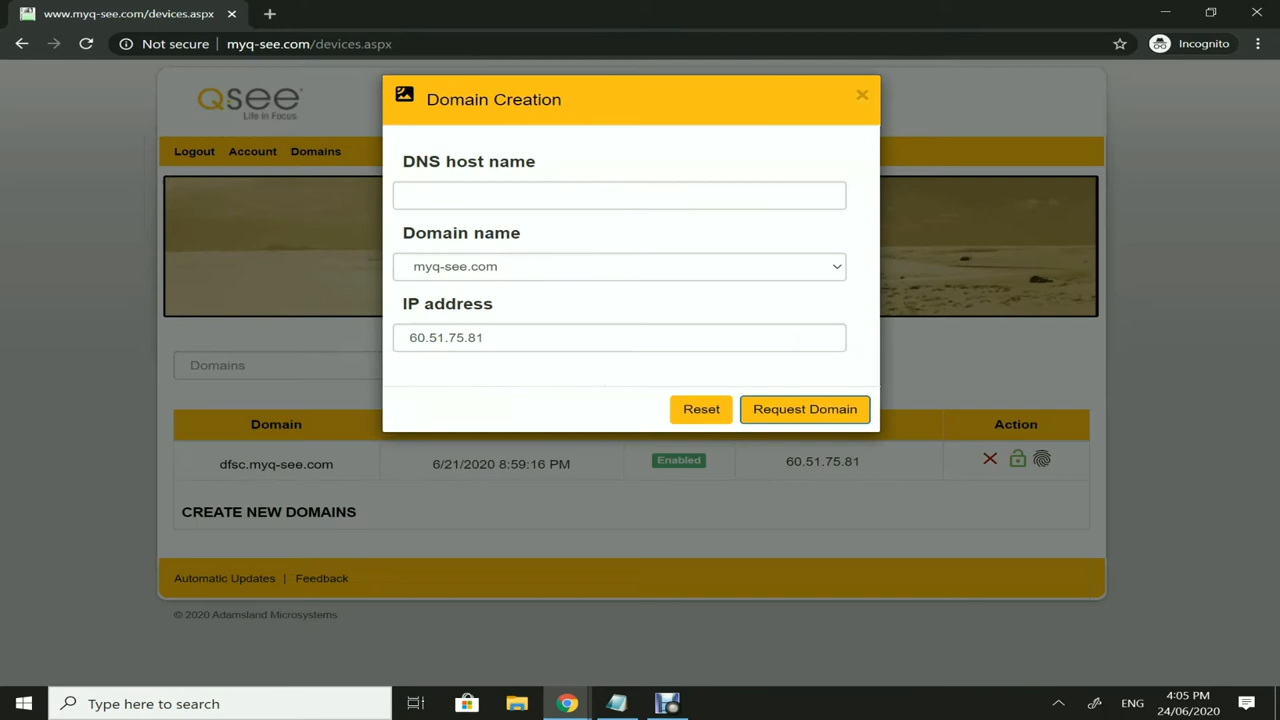 www.myq-see.com/devices.aspx
Not secure
myq-see.com/devices.aspx
Incognito
Qsee
Life in Focus
Logout Account Domains
Domain Creation
DNS host name
Domain name
myq-see.com
IP address
60.51.75.81
Reset
Request Domain
Domains
Domain
Action
dfsc.myq-see.com
6/21/2020 8:59:16 PM
Enabled
60.51.75.81
CREATE NEW DOMAINS
Automatic Updates | Feedback
© 2020 Adamsland Microsystems
Type here to search
ENG
4:05 PM
24/06/2020